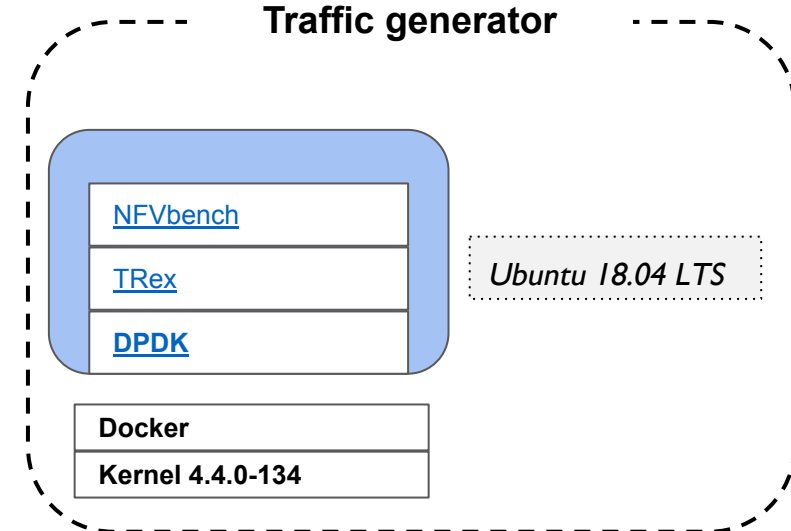 Traffic generator
NFVbench
TRex
Ubuntu 18.04 LTS
DPDK
Docker
Kernel 4.4.0-134